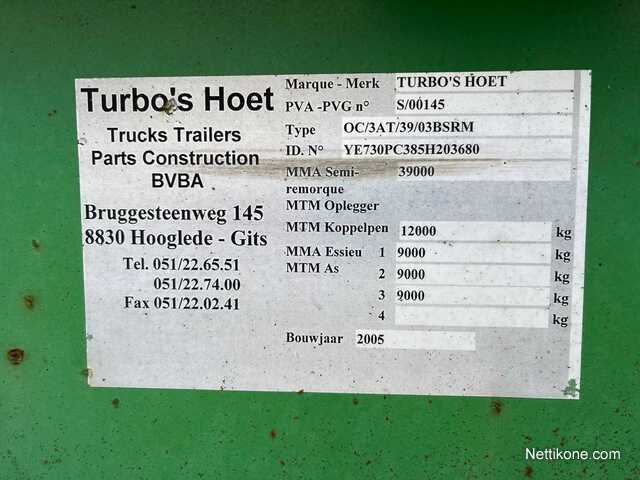 Turbo's Hoet
Trucks Trailers
Parts Construction
BVBA
Bruggesteenweg 145
8830 Hooglede - Gits
Tel. 051/22.65.51
051/22.74.00
Fax 051/22.02.41
Marque - Merk TURBO'S HOET
PVA -PVG n° S/00145
Type OC/3AT/39/03BSRM
ID. N° YE730PC385H203680
MMA Semi- 39000
remorque
MTM Oplegger
MTM Koppelpen 12000 kg
MMA Essieu 1 9000 kg
MTM As 2 9000 kg
3 9000 kg
4 kg
Bouwjaar 2005
Nettikone.com